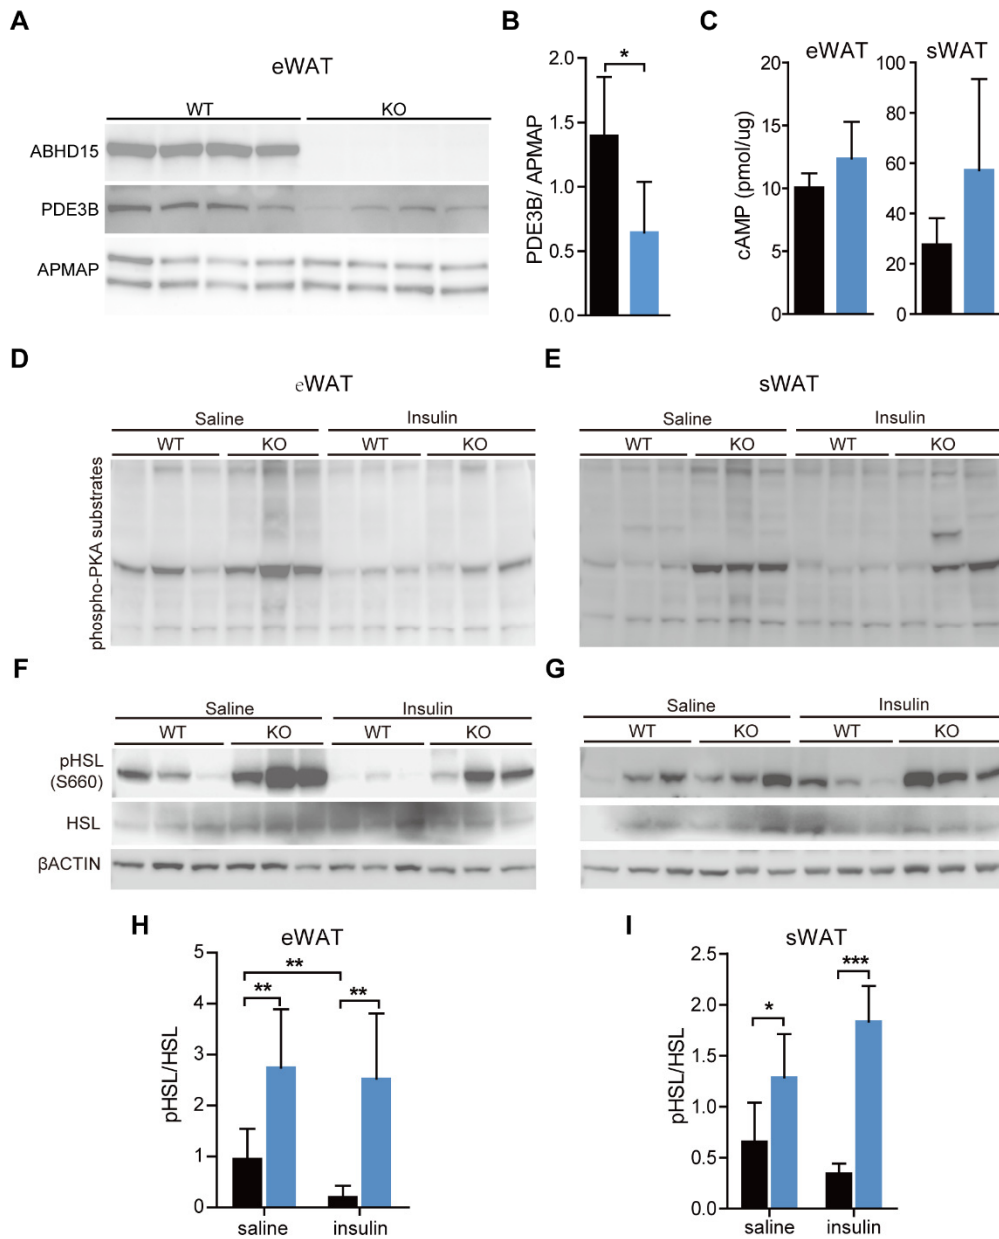 A
eWAT
WT KO
ABHD15
PDE3B
APMAP
B
*
PDE3B/ APMAP
2.0
1.5
1.0
0.5
0.0
C
eWAT sWAT
cAMP (pmol/ug)
20
15
10
5
0
100
80
60
40
20
0
D
eWAT
Saline Insulin
WT KO WT KO
phospho-PKA substrates
E
sWAT
Saline Insulin
WT KO WT KO
F
Saline Insulin
WT KO WT KO
pHSL
(S660)
HSL
βACTIN
G
Saline Insulin
WT KO WT KO
H
eWAT
pHSL/HSL
5
4
3
2
1
0
**
** **
saline insulin
I
sWAT
pHSL/HSL
2.5
2.0
1.5
1.0
0.5
0.0
* ***
saline insulin